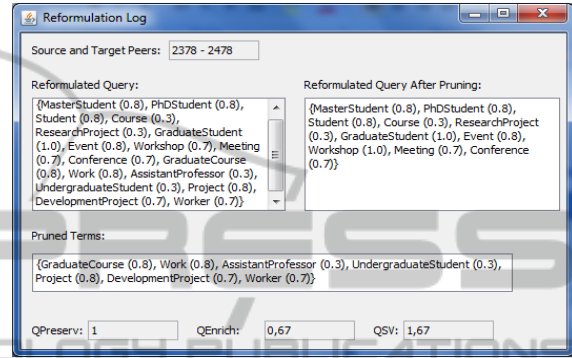 Reformulation Log
Source and Target Peers: 2378 - 2478
Reformulated Query:
{MasterStudent (0.8), PhDStudent (0.8),
Student (0.8), Course (0.3),
ResearchProject (0.3), GraduateStudent
(1.0), Event (0.8), Workshop (0.7), Meeting
(0.7), Conference (0.7), GraduateCourse
(0.8), Work (0.8), AssistantProfessor (0.3),
UndergraduateStudent (0.3), Project (0.8),
DevelopmentProject (0.7), Worker (0.7)}
Reformulated Query After Pruning:
{MasterStudent (0.8), PhDStudent (0.8),
Student (0.8), Course (0.3), ResearchProject
(0.3), GraduateStudent (1.0), Event (0.8),
Workshop (1.0), Meeting (0.7), Conference
(0.7)}
Pruned Terms:
{GraduateCourse (0.8), Work (0.8), AssistantProfessor (0.3), UndergraduateStudent (0.3),
Project (0.8), DevelopmentProject (0.7), Worker (0.7)}
QPreserv: 1 QEnrich: 0,67 QSV: 1,67